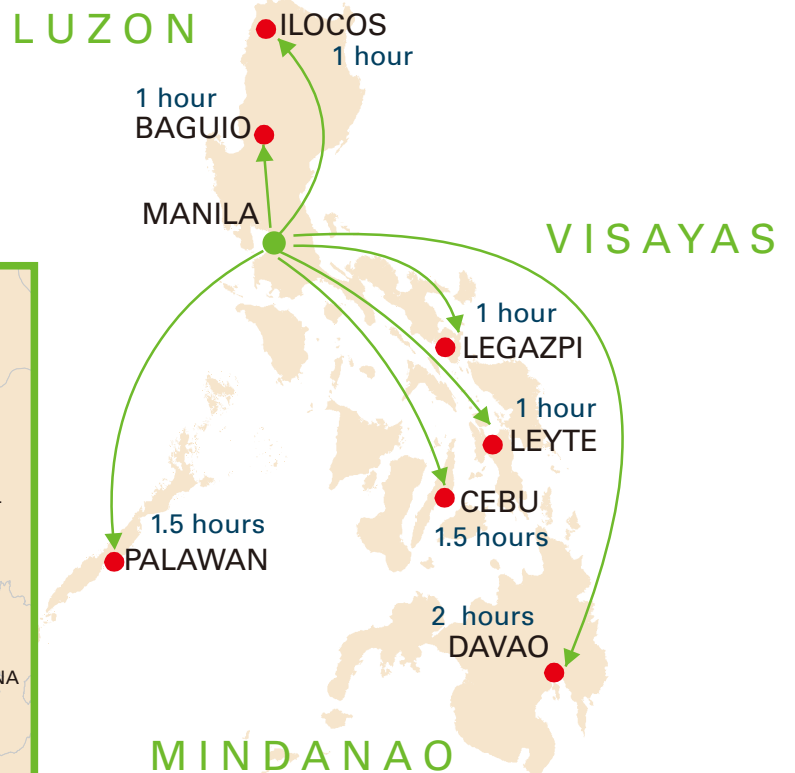 LUZON
ILOCOS
1 hour
1 hour
BAGUIO
MANILA
VISAYAS
1 hour
LEGAZPI
1 hour
LEYTE
CEBU
1.5 hours
1.5 hours
PALAWAN
2 hours
DAVAO
NA
MINDANAO